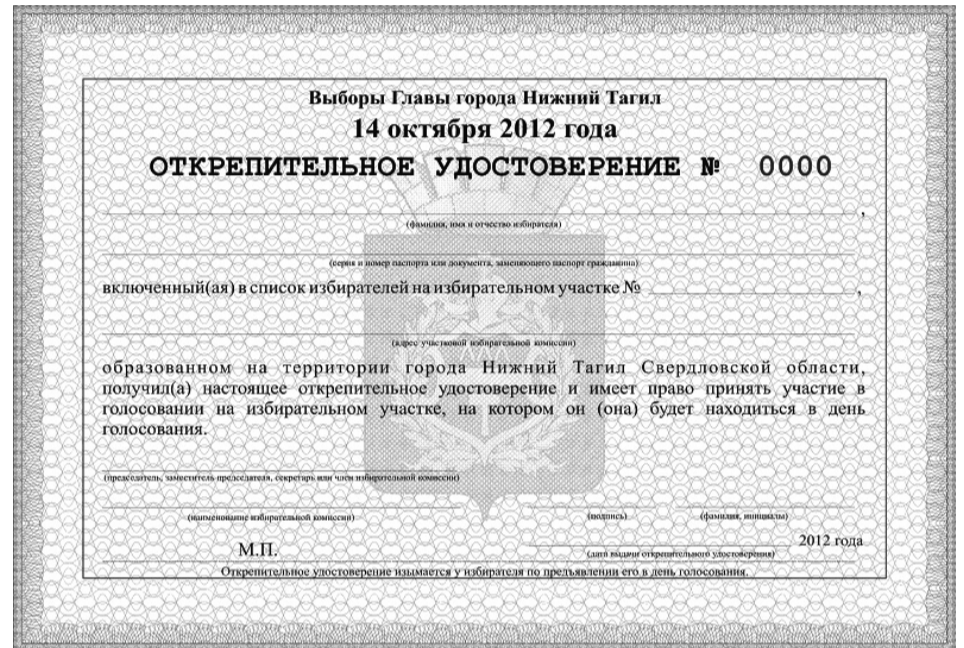 Выборы Главы города Нижний Тагил
14 октября 2012 года
ОТКРЕПИТЕЛЬНОЕ УДОСТОВЕРЕНИЕ № 0000
,
(фамилия, имя и отчество избирателя)
(серия и номер паспорта или документа, заменяющего паспорт гражданина)
включенный(ая) в список избирателей на избирательном участке № ,
(адрес участковой избирательной комиссии)
образованном на территории города Нижний Тагил Свердловской области,
получил(а) настоящее открепительное удостоверение и имеет право принять участие в
голосовании на избирательном участке, на котором он (она) будет находиться в день
голосования.
(председатель, заместитель председателя, секретарь или член избирательной комиссии)
(наименование избирательной комиссии) (подпись) (фамилия, инициалы)
2012 года
М.П. (дата выдачи открепительного удостоверения)
Открепительное удостоверение изымается у избирателя по предъявлении его в день голосования.